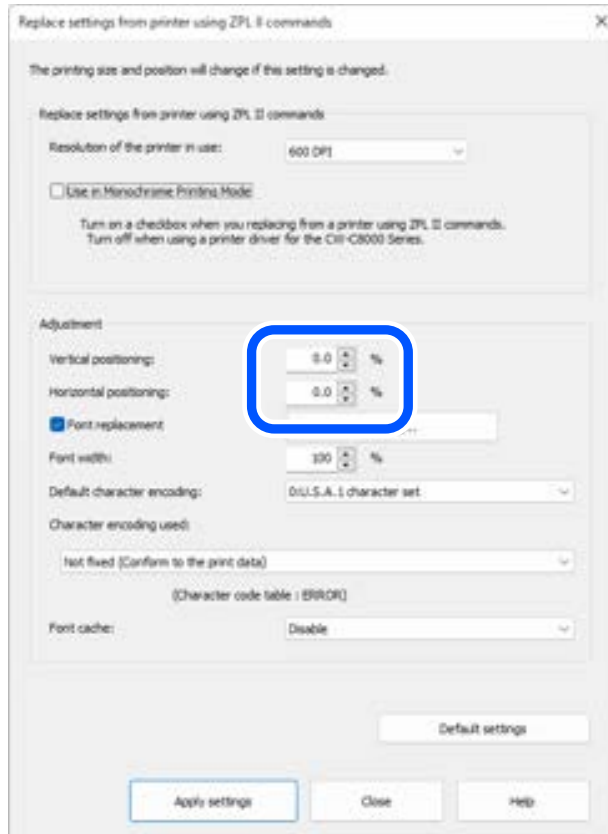 Replace settings from printer using ZPL II commands
The printing size and position will change if this setting is changed.
Replace settings from printer using ZPL II commands
Resolution of the printer in use:
600 DPI
Use in Monochrome Printing Mode
Turn on a checkbox when you replacing from a printer using ZPL II commands.
Turn off when using a printer driver for the CW-C8000 Series.
Adjustment
Vertical positioning: 0.0 %
Horizontal positioning: 0.0 %
Font replacement
Font width: 100 %
Default character encoding: 0:U.S.A. 1 character set
Character encoding used:
Not fixed (Conform to the print data)
(Character code table : ERROR)
Font cache: Disable
Default settings
Apply settings Close Help